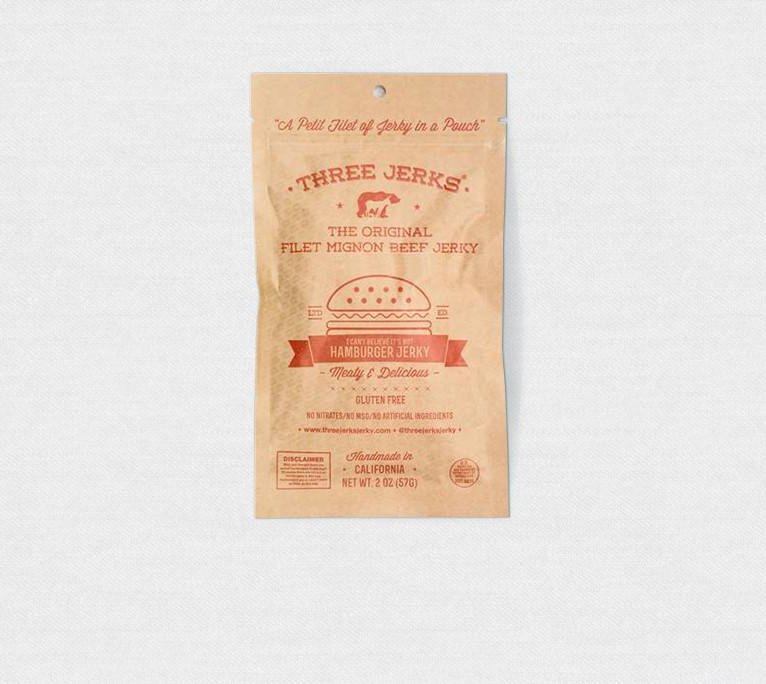 "A Petit Filet of Jerky in a Pouch"
• THREE JERKS® •
THE ORIGINAL
FILET MIGNON BEEF JERKY
LTD ED.
I CAN'T BELIEVE IT'S NOT
HAMBURGER JERKY
- Meaty & Delicious -
× × × × × × × × × ×
GLUTEN FREE
NO NITRATES/NO MSG/NO ARTIFICIAL INGREDIENTS
• www.threejerksjerky.com • @threejerksjerky •
DISCLAIMER
Handmade in
• CALIFORNIA •
NET WT. 2 OZ (57G)